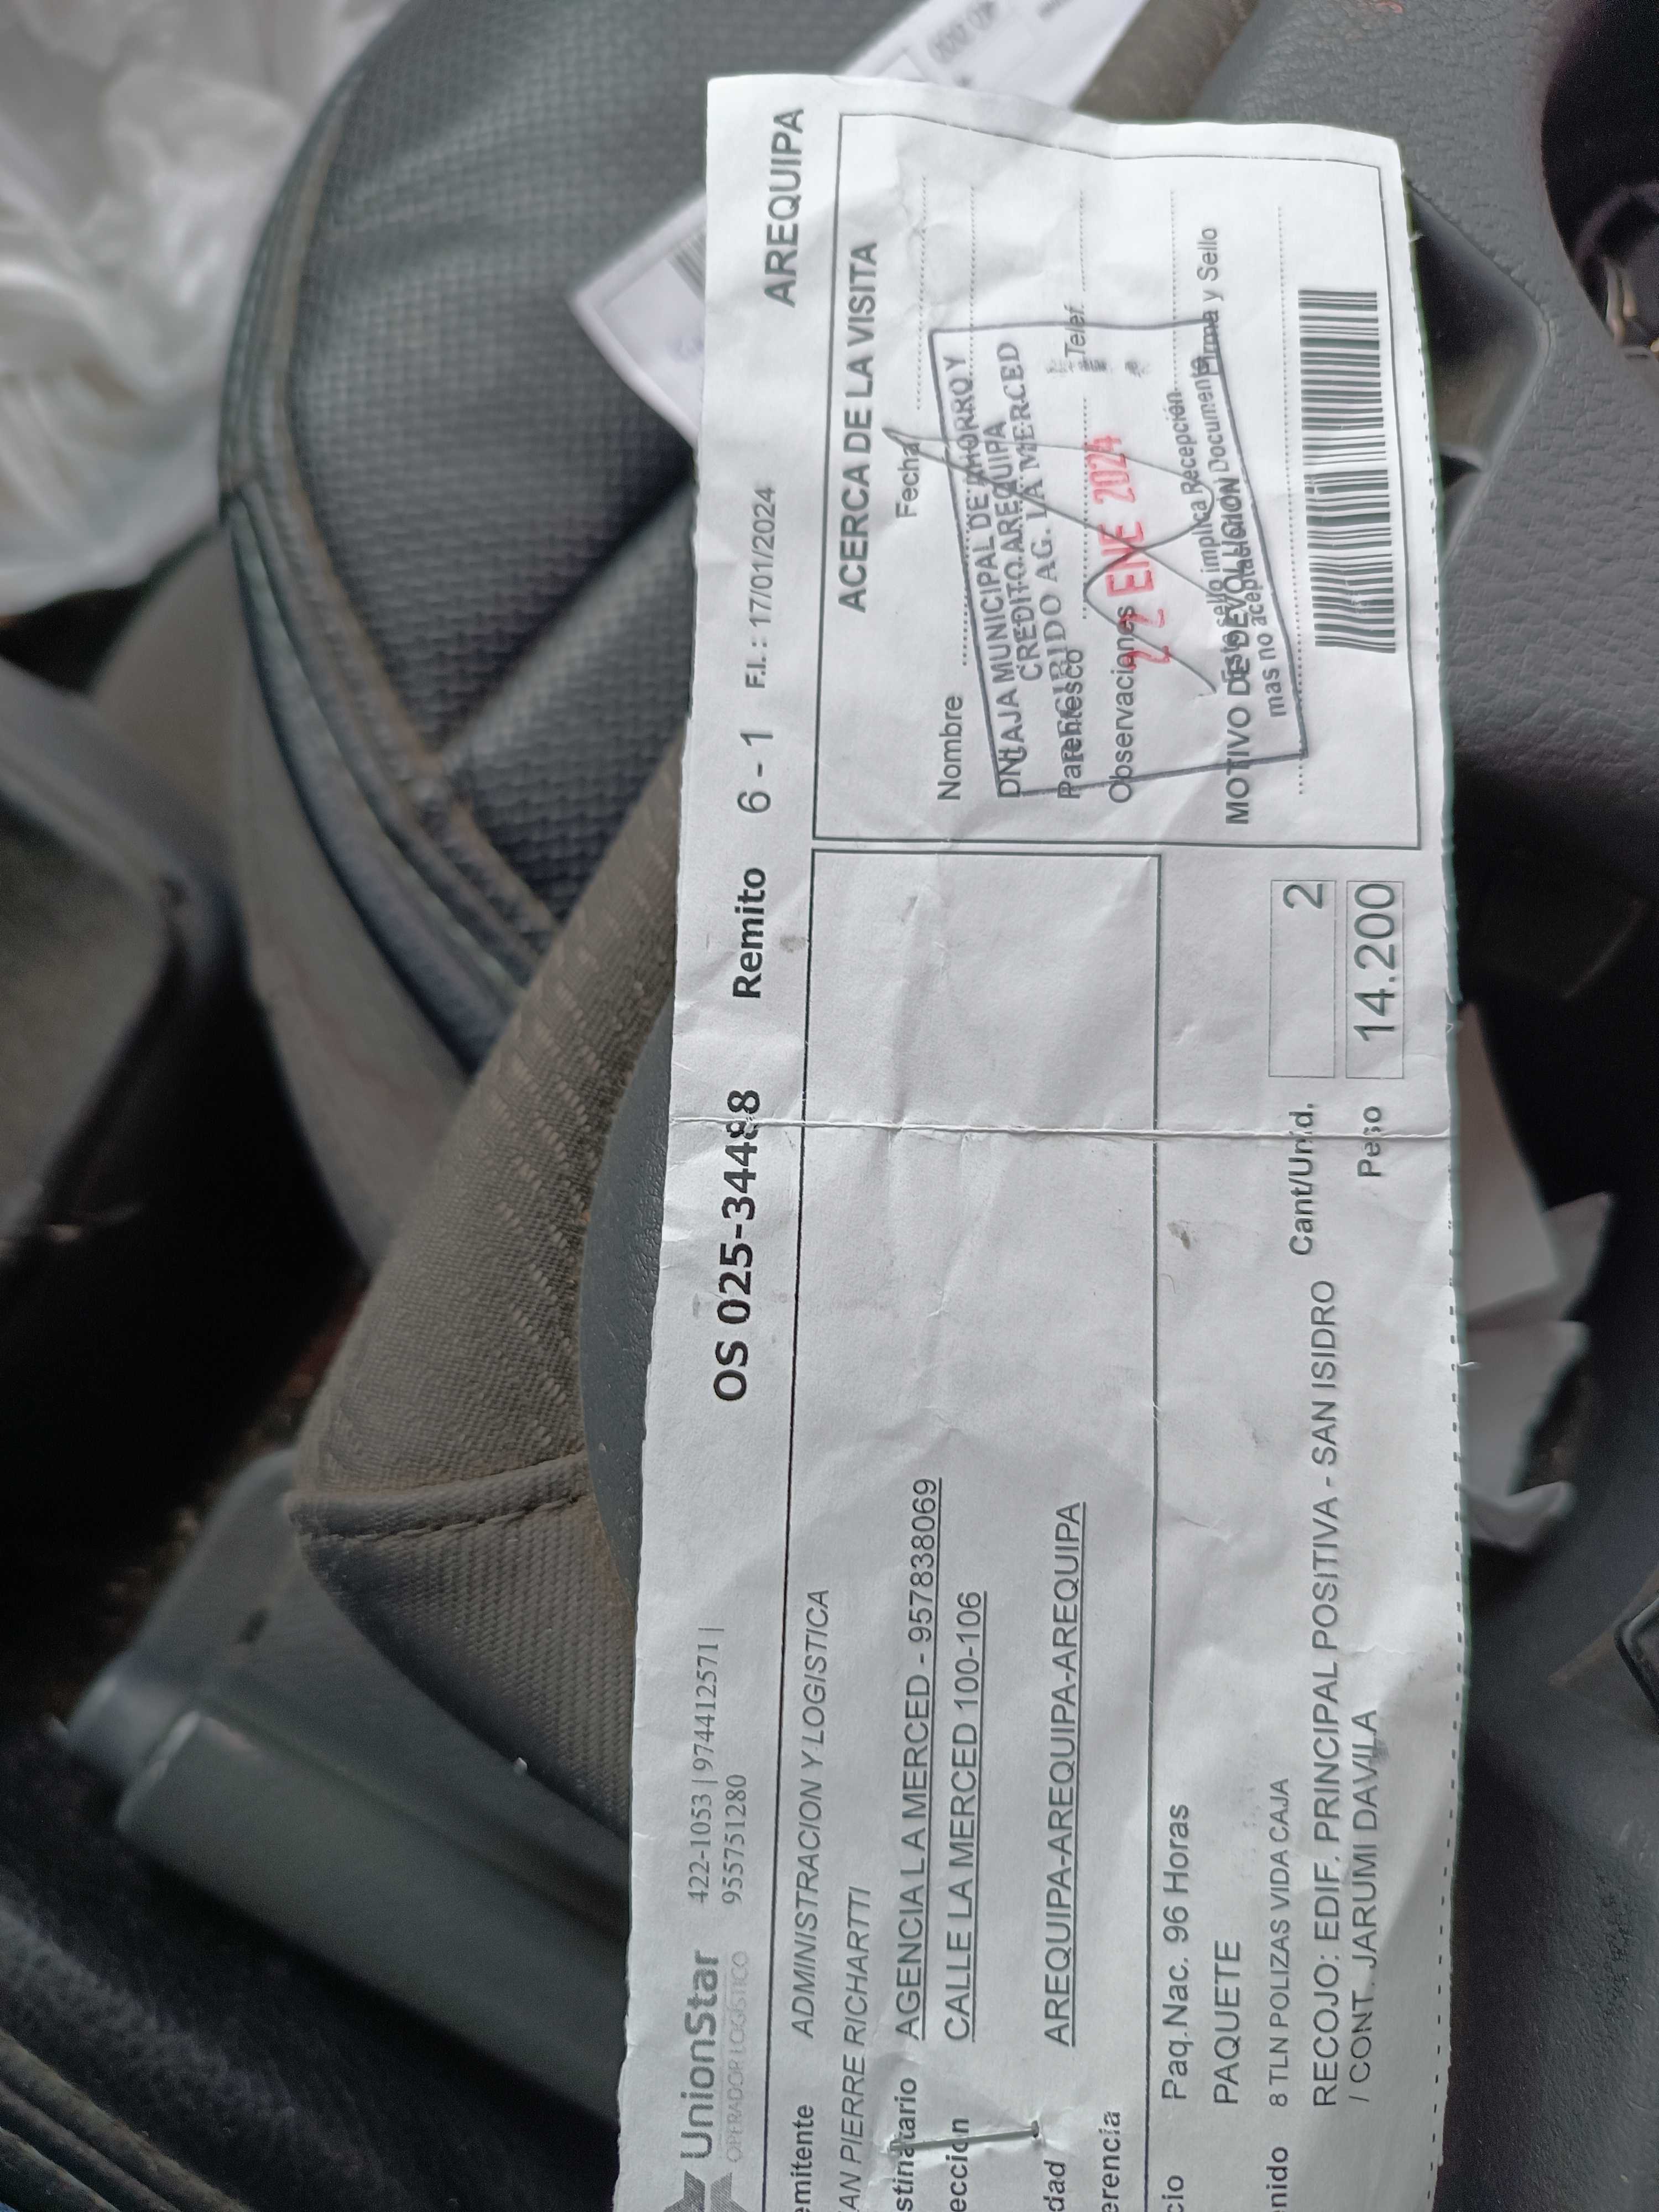 UnionStar
OPERADOR LOGÍSTICO
422-1053 | 974412571 |
955751280
OS 025-34488 Remito 6 - 1 F.I. : 17/01/2024 AREQUIPA
emitente ADMINISTRACION Y LOGISTICA
AN PIERRE RICHARTTI
stinatario AGENCIA LA MERCED - 957838069
ección CALLE LA MERCED 100-106
dad AREQUIPA-AREQUIPA-AREQUIPA
erencia
cio Paq.Nac. 96 Horas
PAQUETE
nido 8 TLN POLIZAS VIDA CAJA
RECOJO: EDIF. PRINCIPAL POSITIVA - SAN ISIDRO
/ CONT. JARUMI DAVILA
Cant/Unid. 2
Peso 14.200
ACERCA DE LA VISITA
Fecha
Nombre
DNI
Parentesco
Telef.
Observaciones
Firma y Sello
MOTIVO DE DEVOLUCION
CAJA MUNICIPAL DE AHORRO Y
CREDITO AREQUIPA
RECIBIDO AG. LA MERCED
22 ENE 2024
Este sello implica Recepción
mas no aceptación Documento